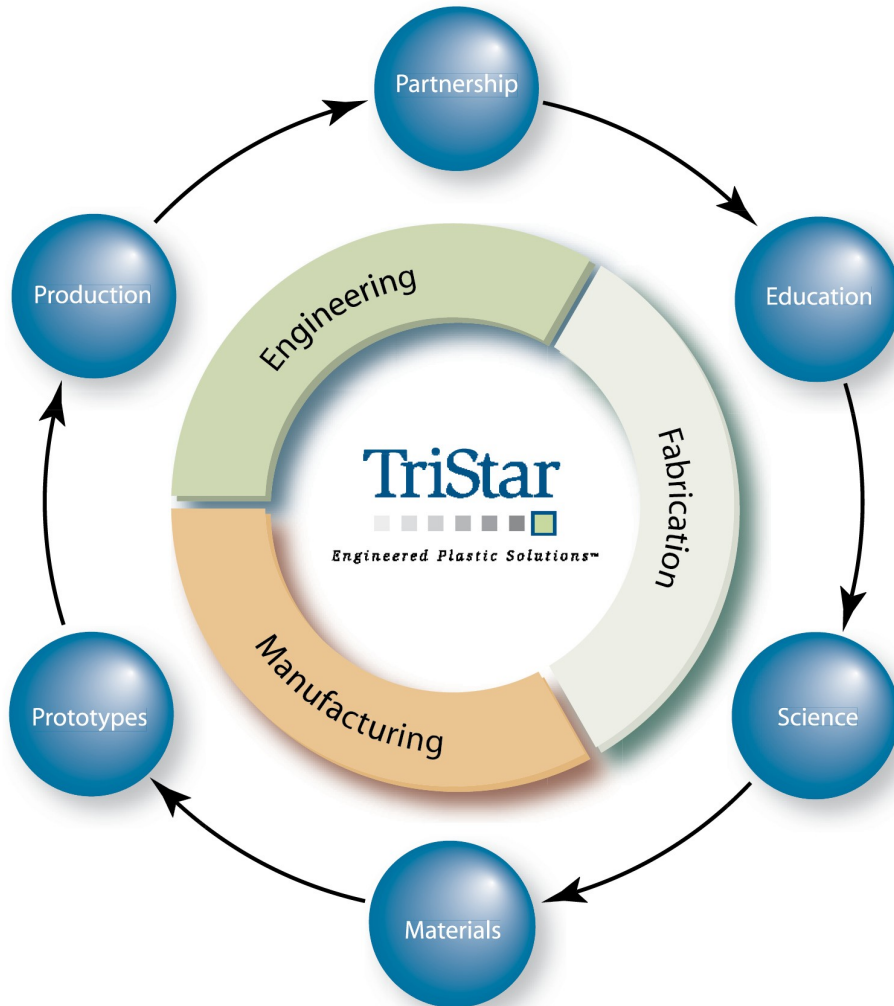 Partnership
Production
Education
Engineering
Fabrication
TriStar
Engineered Plastic Solutions™
Manufacturing
Prototypes
Science
Materials